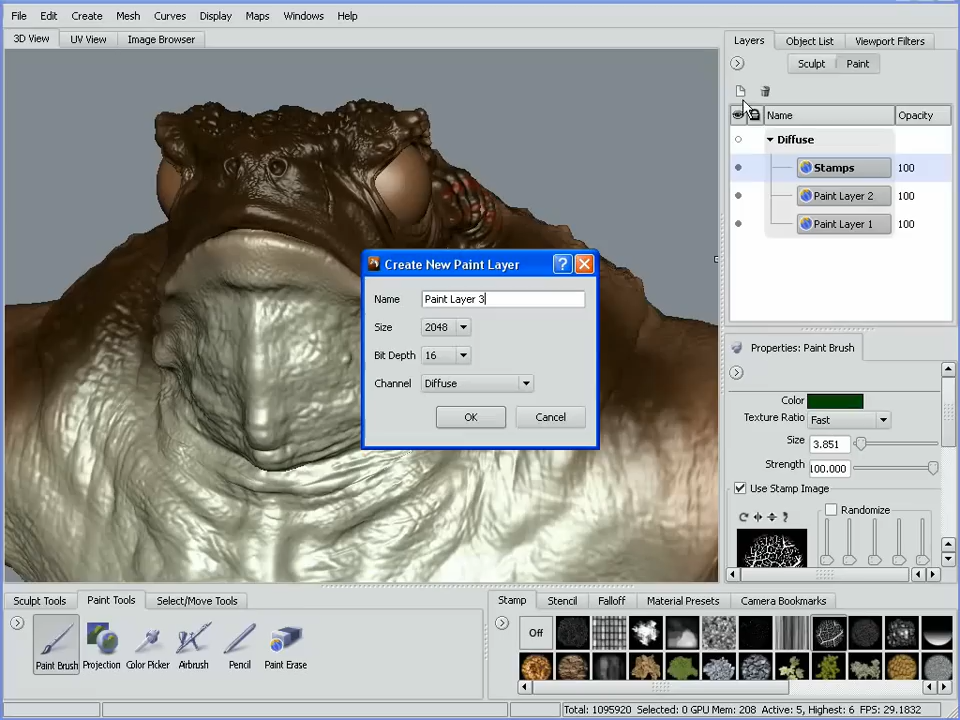 File Edit Create Mesh Curves Display Maps Windows Help
3D View UV View Image Browser
Layers Object List Viewport Filters
Sculpt Paint
Name Opacity
Diffuse
Stamps 100
Paint Layer 2 100
Paint Layer 1 100
Create New Paint Layer
Name Paint Layer 3
Size 2048
Bit Depth 16
Channel Diffuse
OK Cancel
Properties: Paint Brush
Color
Texture Ratio Fast
Size 3.851
Strength 100.000
Use Stamp Image
Randomize
Sculpt Tools Paint Tools Select/Move Tools
Paint Brush Projection Color Picker Airbrush Pencil Paint Erase
Stamp Stencil Falloff Material Presets Camera Bookmarks
Off
Total: 1095920 Selected: 0 GPU Mem: 208 Active: 5, Highest: 6 FPS: 29.1832